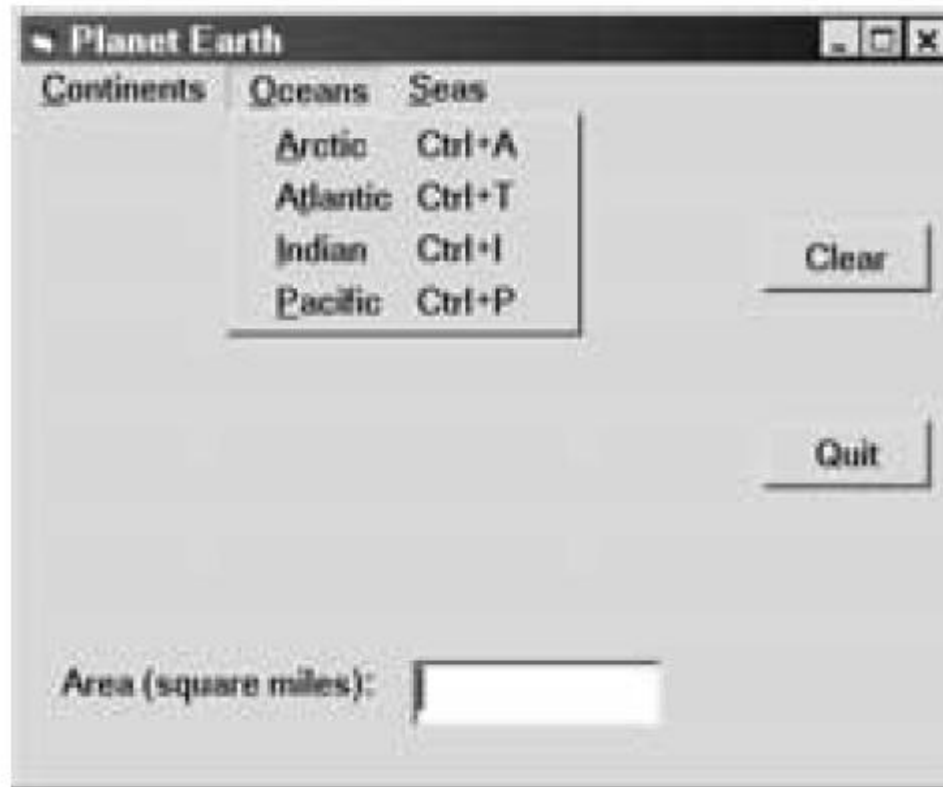 Planet Earth
Continents Oceans Seas
Arctic Ctrl+A
Atlantic Ctrl+T
Indian Ctrl+I
Pacific Ctrl+P
Clear
Quit
Area (square miles):